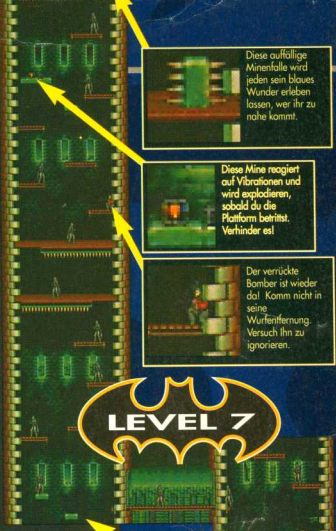 Diese auffällige
Minenfalle wird
jeden sein blaues
Wunder erleben
lassen, wer ihr zu
nahe kommt.
Diese Mine reagiert
auf Vibrationen und
wird explodieren,
sobald du die
Plattform betrittst.
Verhinder es!
Der verrückte
Bomber ist wieder
da! Komm nicht in
seine
Wurfentfernung.
Versuch Ihn zu
ignorieren.
LEVEL 7